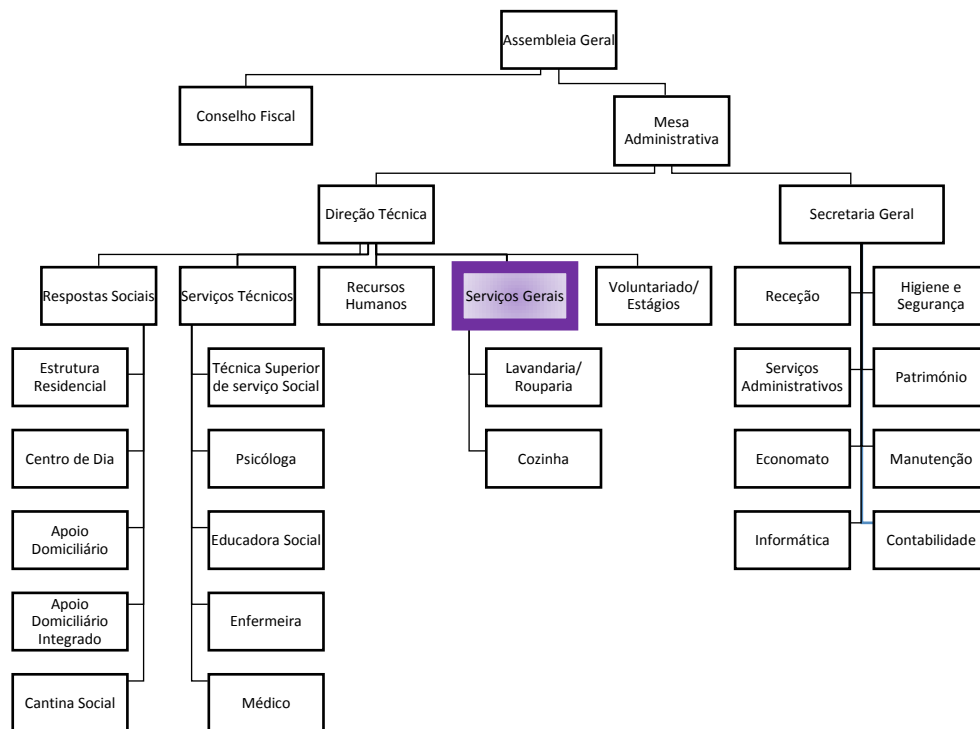 Assembleia Geral
Conselho Fiscal
Mesa
Administrativa
Direção Técnica
Secretaria Geral
Respostas Sociais
Serviços Técnicos
Recursos
Humanos
Serviços Gerais
Voluntariado/
Estágios
Receção
Higiene e
Segurança
Estrutura
Residencial
Técnica Superior
de serviço Social
Lavandaria/
Rouparia
Serviços
Administrativos
Património
Centro de Dia
Psicóloga
Cozinha
Economato
Manutenção
Apoio
Domiciliário
Educadora Social
Informática
Contabilidade
Apoio
Domiciliário
Integrado
Enfermeira
Cantina Social
Médico